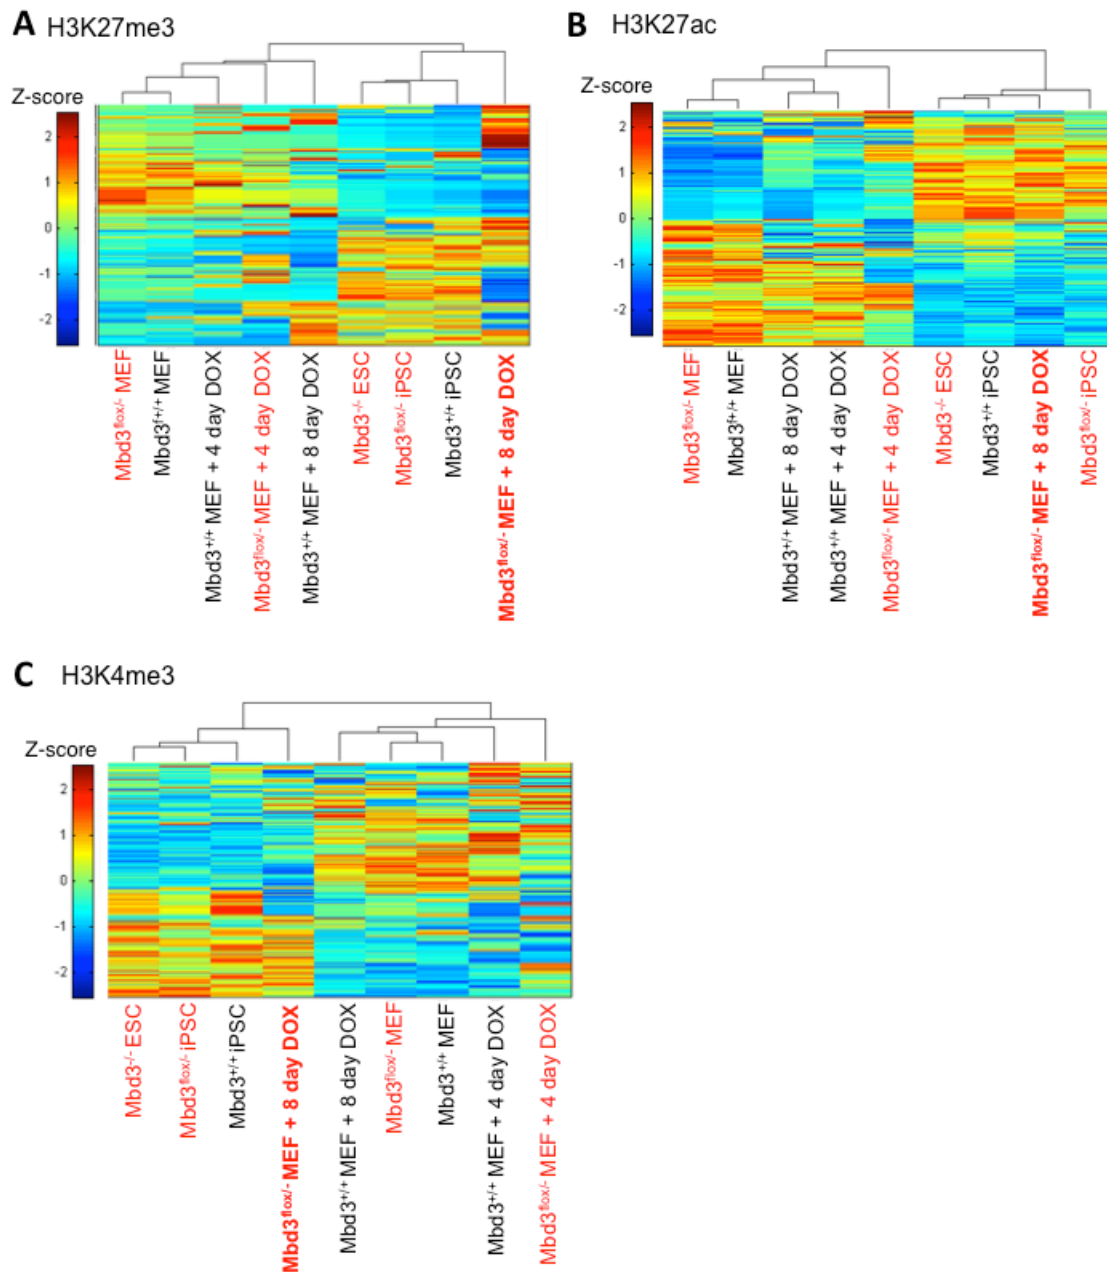 A H3K27me3
Z-score
2
1
0
-1
-2
Mbd3flox/- MEF
Mbd3f+/+ MEF
Mbd3+/+ MEF + 4 day DOX
Mbd3flox/- MEF + 4 day DOX
Mbd3+/+ MEF + 8 day DOX
Mbd3-/- ESC
Mbd3flox/- iPSC
Mbd3+/+ iPSC
Mbd3flox/- MEF + 8 day DOX
B H3K27ac
Z-score
2
1
0
-1
-2
Mbd3flox/- MEF
Mbd3+/+ MEF
Mbd3+/+ MEF + 8 day DOX
Mbd3+/+ MEF + 4 day DOX
Mbd3flox/- MEF + 4 day DOX
Mbd3-/- ESC
Mbd3+/+ iPSC
Mbd3flox/- MEF + 8 day DOX
Mbd3flox/- iPSC
C H3K4me3
Z-score
2
1
0
-1
-2
Mbd3-/- ESC
Mbd3flox/- iPSC
Mbd3+/+ iPSC
Mbd3flox/- MEF + 8 day DOX
Mbd3+/+ MEF + 8 day DOX
Mbd3flox/- MEF
Mbd3+/+ MEF
Mbd3+/+ MEF + 4 day DOX
Mbd3flox/- MEF + 4 day DOX